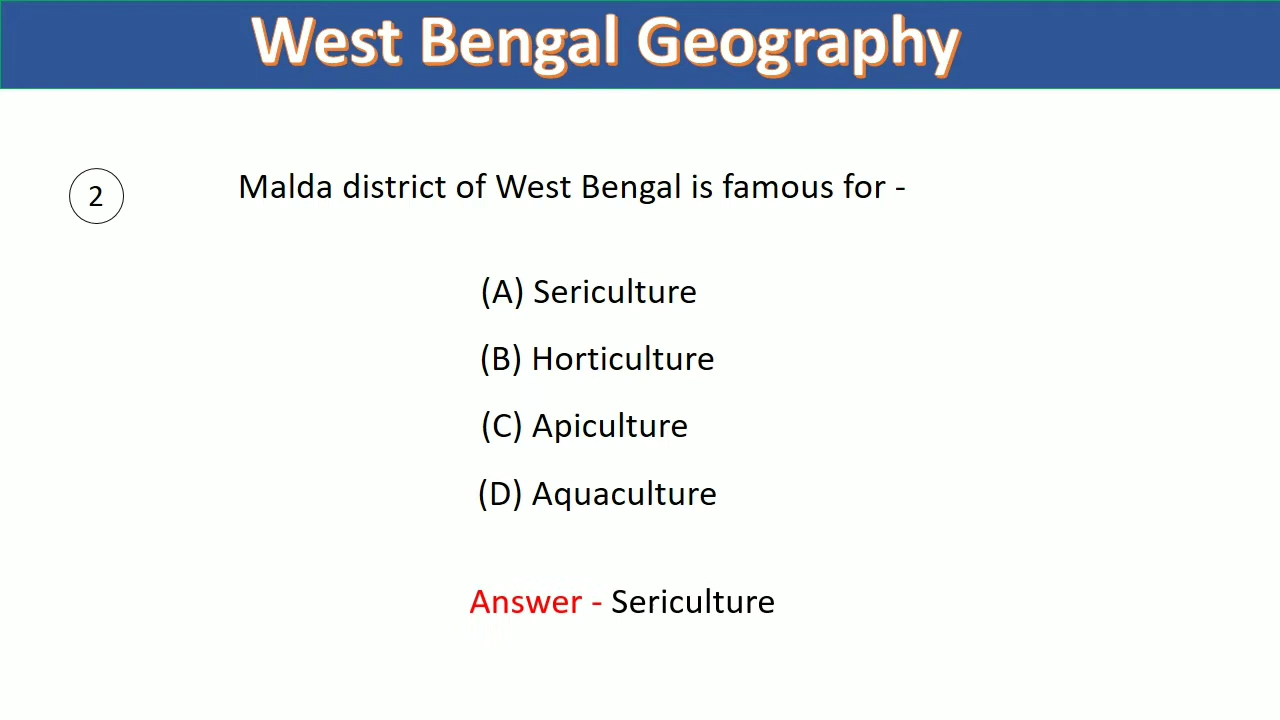 West Bengal Geography
2
Malda district of West Bengal is famous for -
(A) Sericulture
(B) Horticulture
(C) Apiculture
(D) Aquaculture
Answer - Sericulture